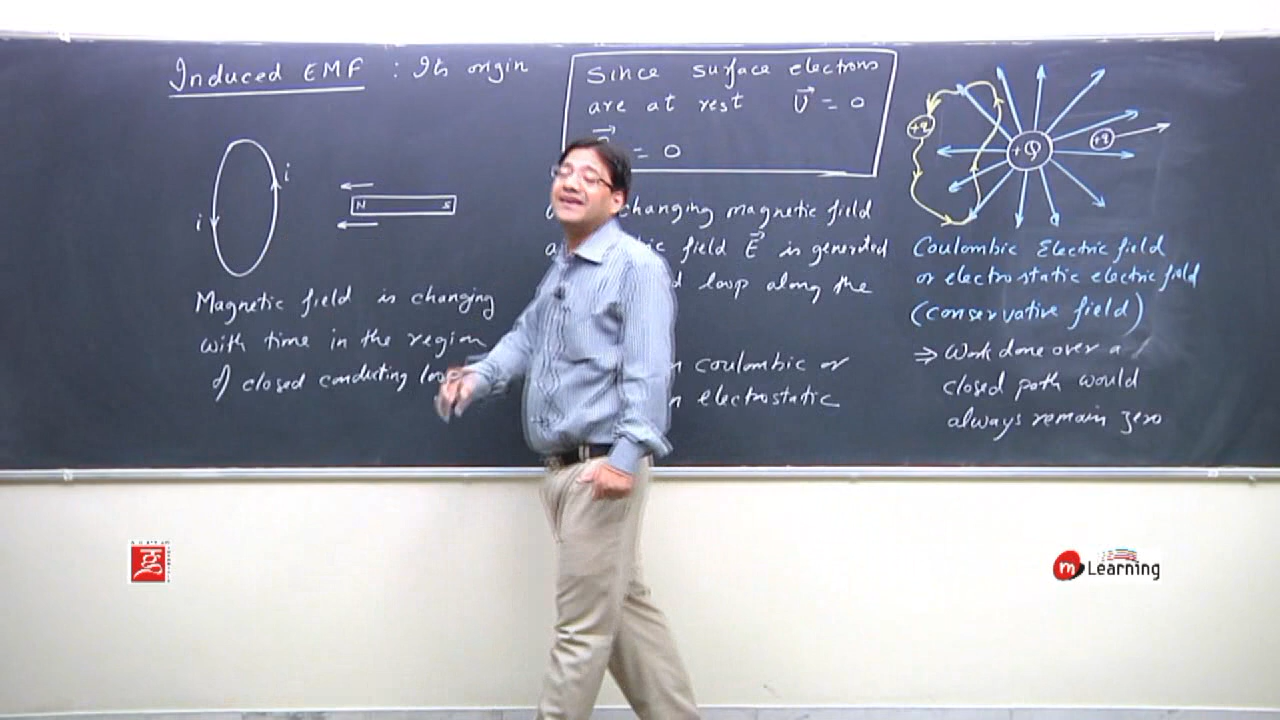 Induced EMF : Its origin
i
i
N S
Magnetic field is changing
with time in the region
of closed conducting loop
Since surface electrons
are at rest v = 0
= 0
changing magnetic field
field E is generated
loop along the
coulombic or
electrostatic
+q
+Q
+q
Coulombic Electric field
or electrostatic electric field
(conservative field)
⇒ Work done over a
closed path would
always remain zero
m Learning